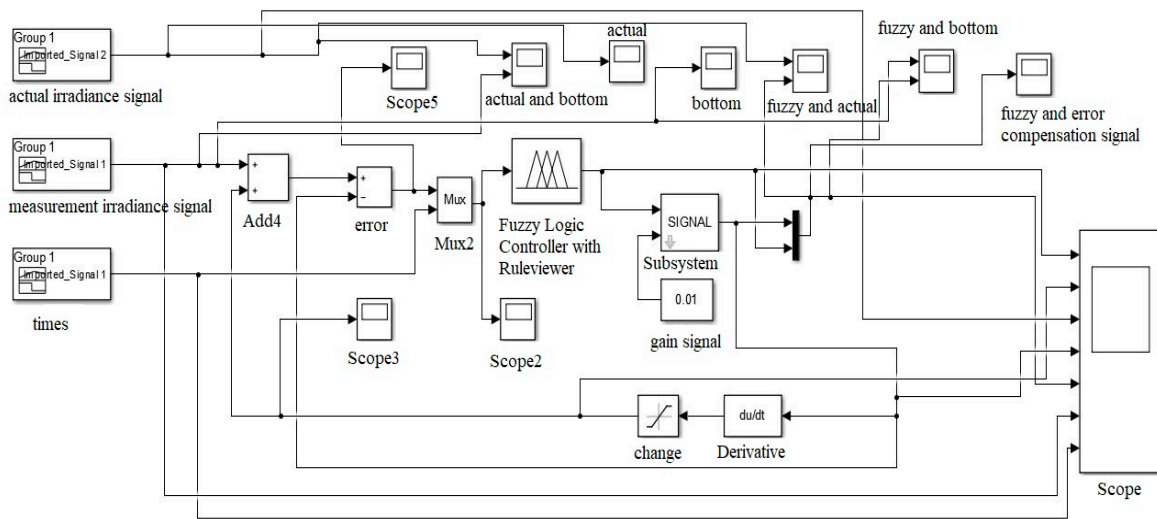 Group 1
Imported_Signal 2
actual irradiance signal
Scope5
actual and bottom
actual
bottom
fuzzy and actual
fuzzy and bottom
fuzzy and error
compensation signal
Group 1
Imported_Signal 1
measurement irradiance signal
+
+
Add4
+
−
error
Mux
Mux2
Fuzzy Logic
Controller with
Ruleviewer
SIGNAL
Subsystem
0.01
gain signal
Group 1
Imported_Signal 1
times
Scope3
Scope2
change
du/dt
Derivative
Scope